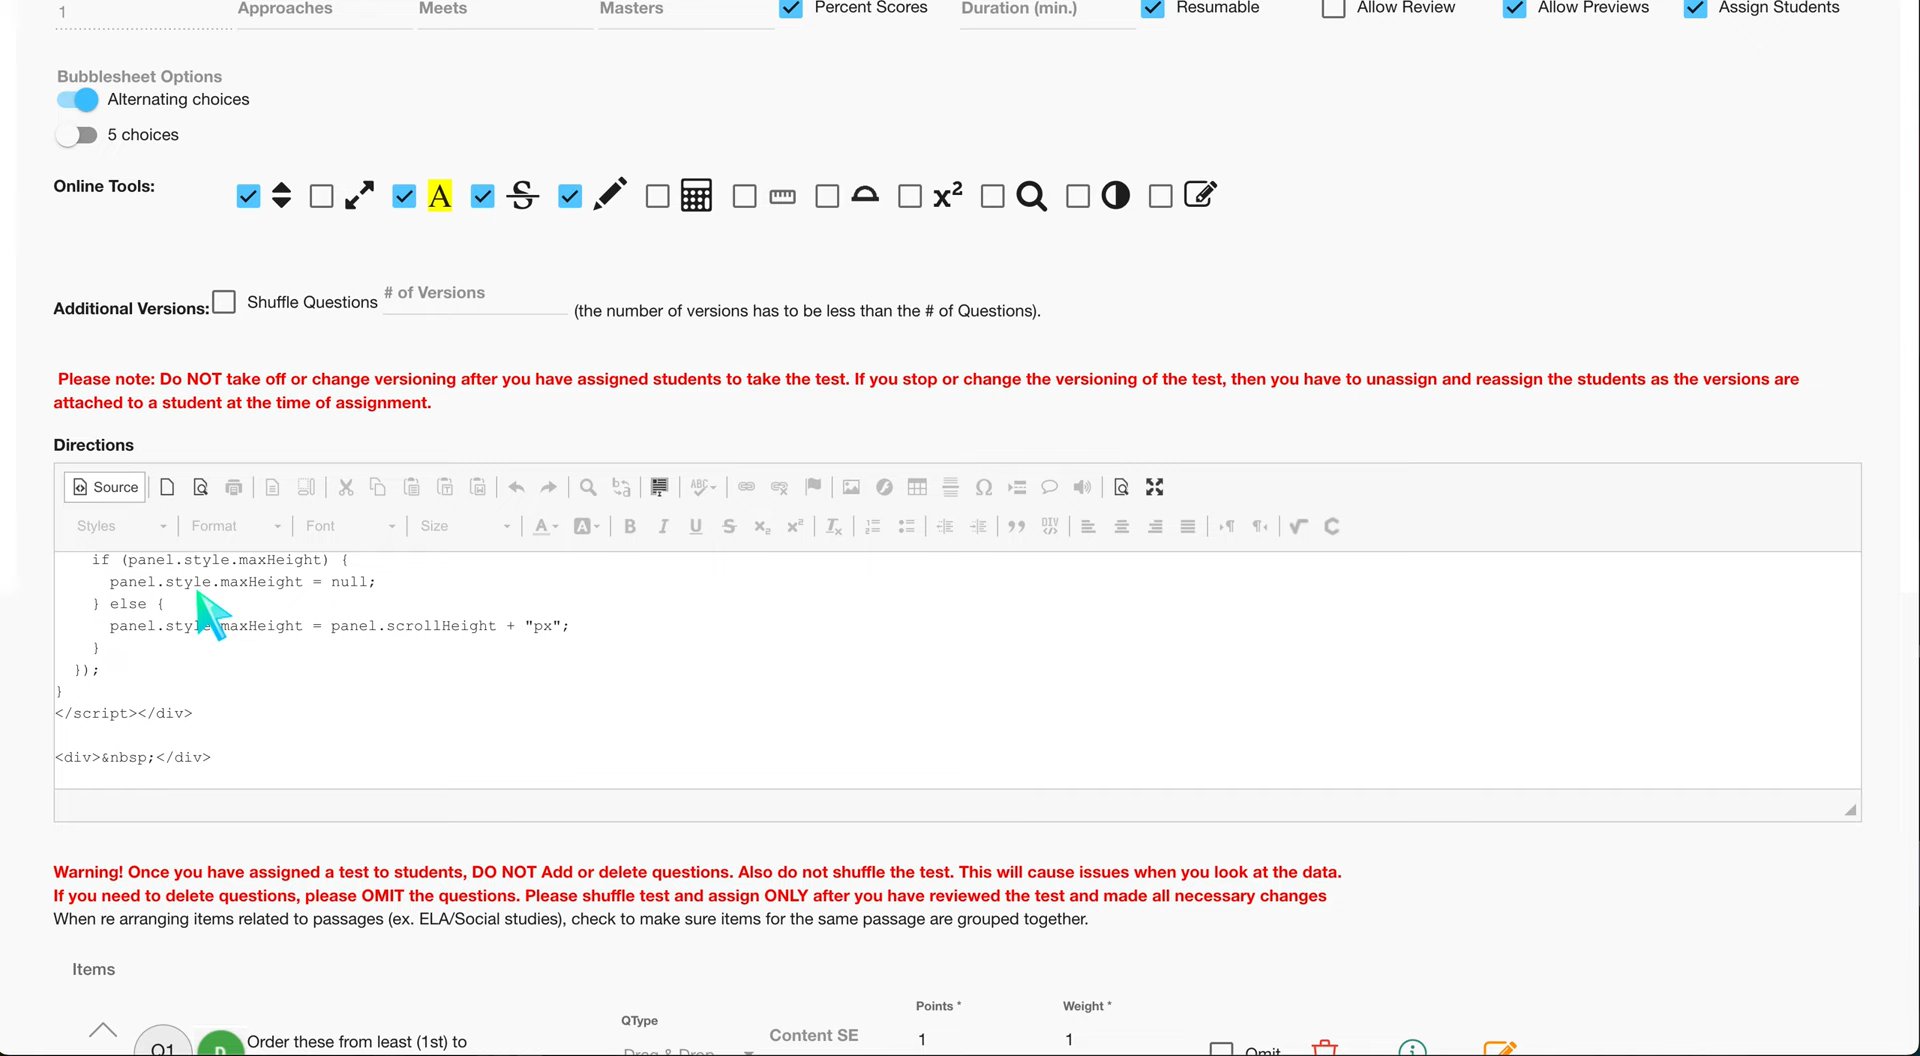 1 Approaches Meets Masters Percent Scores Duration (min.) Resumable Allow Review Allow Previews Assign Students
Bubblesheet Options
Alternating choices
5 choices
Online Tools: A S x²
Additional Versions: Shuffle Questions # of Versions (the number of versions has to be less than the # of Questions).
Please note: Do NOT take off or change versioning after you have assigned students to take the test. If you stop or change the versioning of the test, then you have to unassign and reassign the students as the versions are
attached to a student at the time of assignment.
Directions
Source ABC Ω
Styles Format Font Size A A B I U S x₂ x² Tx DIV
if (panel.style.maxHeight) {
panel.style.maxHeight = null;
} else {
panel.style.maxHeight = panel.scrollHeight + "px";
}
});
}
</script></div>
<div>&nbsp;</div>
Warning! Once you have assigned a test to students, DO NOT Add or delete questions. Also do not shuffle the test. This will cause issues when you look at the data.
If you need to delete questions, please OMIT the questions. Please shuffle test and assign ONLY after you have reviewed the test and made all necessary changes
When re arranging items related to passages (ex. ELA/Social studies), check to make sure items for the same passage are grouped together.
Items
Q1 D Order these from least (1st) to QType Drag & Drop Content SE Points * 1 Weight * 1 Omit